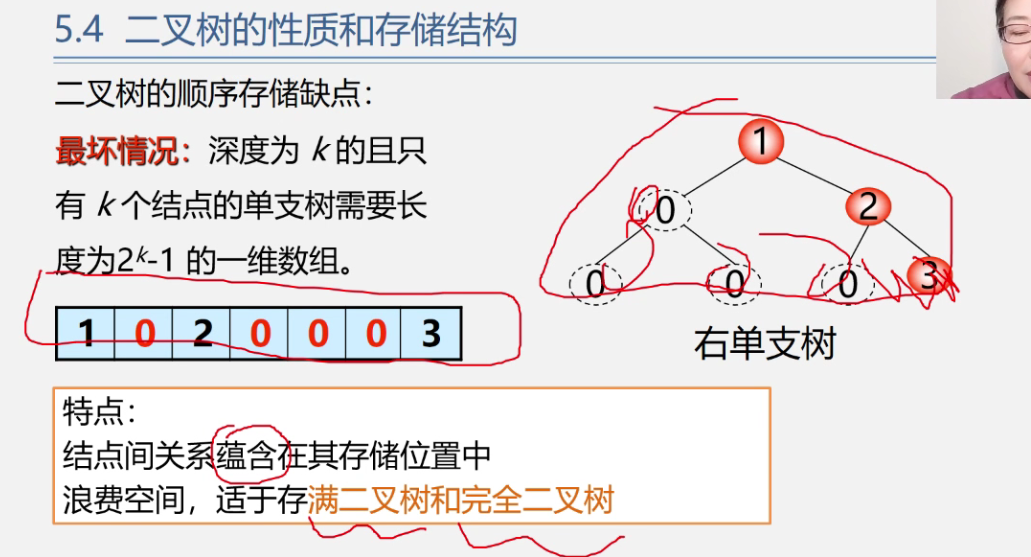 5.4 二叉树的性质和存储结构
二叉树的顺序存储缺点：
最坏情况：深度为 k 的且只
有 k 个结点的单支树需要长
度为2ᵏ-1 的一维数组。
1 0 2 0 0 0 3
特点：
结点间关系蕴含在其存储位置中
浪费空间，适于存满二叉树和完全二叉树
1
0 2
0 0 0 3
右单支树